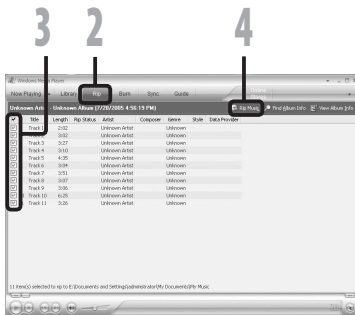 3 2 4
Windows Media Player
Now Playing Library Rip Burn Sync Guide
Unknown Artist - Unknown Album (7/20/2005 4:56:19 PM) Rip Music Find Album Info View Album Info
Title Length Rip Status Artist Composer Genre Style Data Provider
Track 1 2:02 Unknown Artist Unknown
3:02 Unknown Artist Unknown
Track 3 3:27 Unknown Artist Unknown
Track 4 3:10 Unknown Artist Unknown
Track 5 4:35 Unknown Artist Unknown
Track 6 3:04 Unknown Artist Unknown
Track 7 3:51 Unknown Artist Unknown
Track 8 3:07 Unknown Artist Unknown
Track 9 3:06 Unknown Artist Unknown
Track 10 6:25 Unknown Artist Unknown
Track 11 3:26 Unknown Artist Unknown
11 item(s) selected to rip to E:\Documents and Settings\administrator\My Documents\My Music